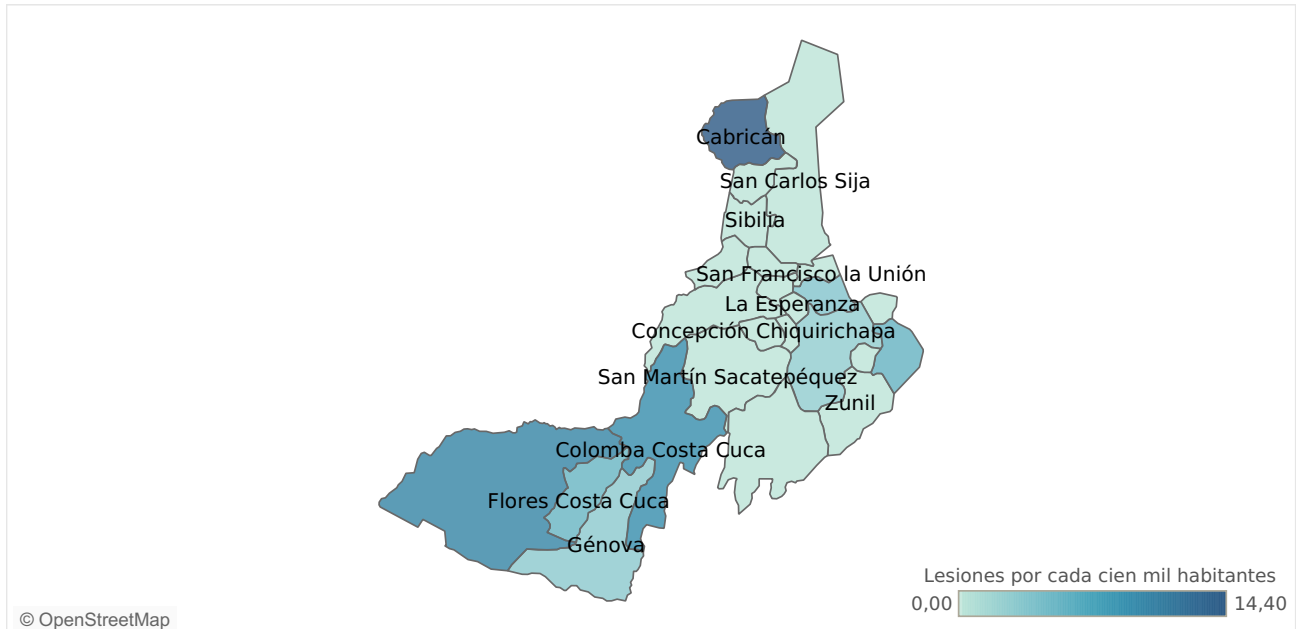 Cabricán
San Carlos Sija
Sibilia
San Francisco la Unión
La Esperanza
Concepción Chiquirichapa
San Martín Sacatepéquez
Zunil
Colomba Costa Cuca
Flores Costa Cuca
Génova
Lesiones por cada cien mil habitantes
0,00 14,40
© OpenStreetMap